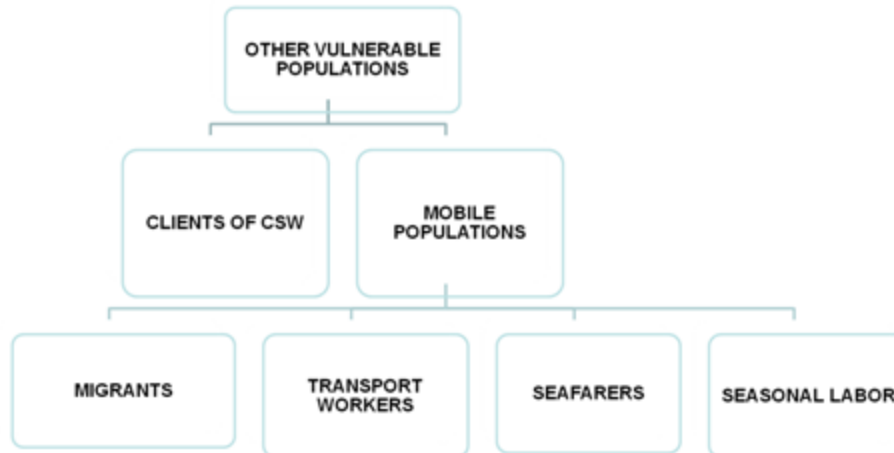 OTHER VULNERABLE
POPULATIONS
CLIENTS OF CSW
MOBILE
POPULATIONS
MIGRANTS
TRANSPORT
WORKERS
SEAFARERS
SEASONAL LABOR